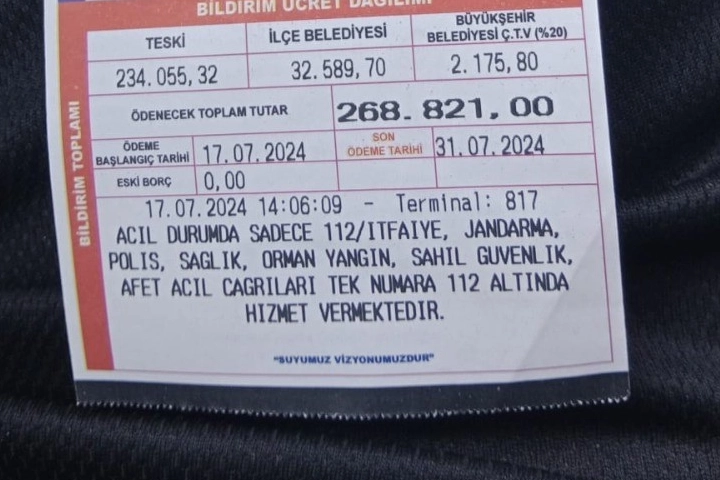 BİLDİRİM ÜCRET DAĞILIMI
TESKİ
İLÇE BELEDİYESİ
BÜYÜKŞEHİR
BELEDİYESİ Ç.T.V (%20)
234.055,32
32.589,70
2.175,80
BİLDİRİM TOPLAMI
ÖDENECEK TOPLAM TUTAR
268.821,00
ÖDEME
BAŞLANGIÇ TARİHİ
17.07.2024
SON
ÖDEME TARİHİ
31.07.2024
ESKİ BORÇ
0,00
17.07.2024 14:06:09 - Terminal: 817
ACIL DURUMDA SADECE 112/ITFAIYE, JANDARMA,
POLIS, SAGLIK, ORMAN YANGIN, SAHIL GUVENLIK,
AFET ACIL CAGRILARI TEK NUMARA 112 ALTINDA
HIZMET VERMEKTEDIR.
"SUYUMUZ VİZYONUMUZDUR"